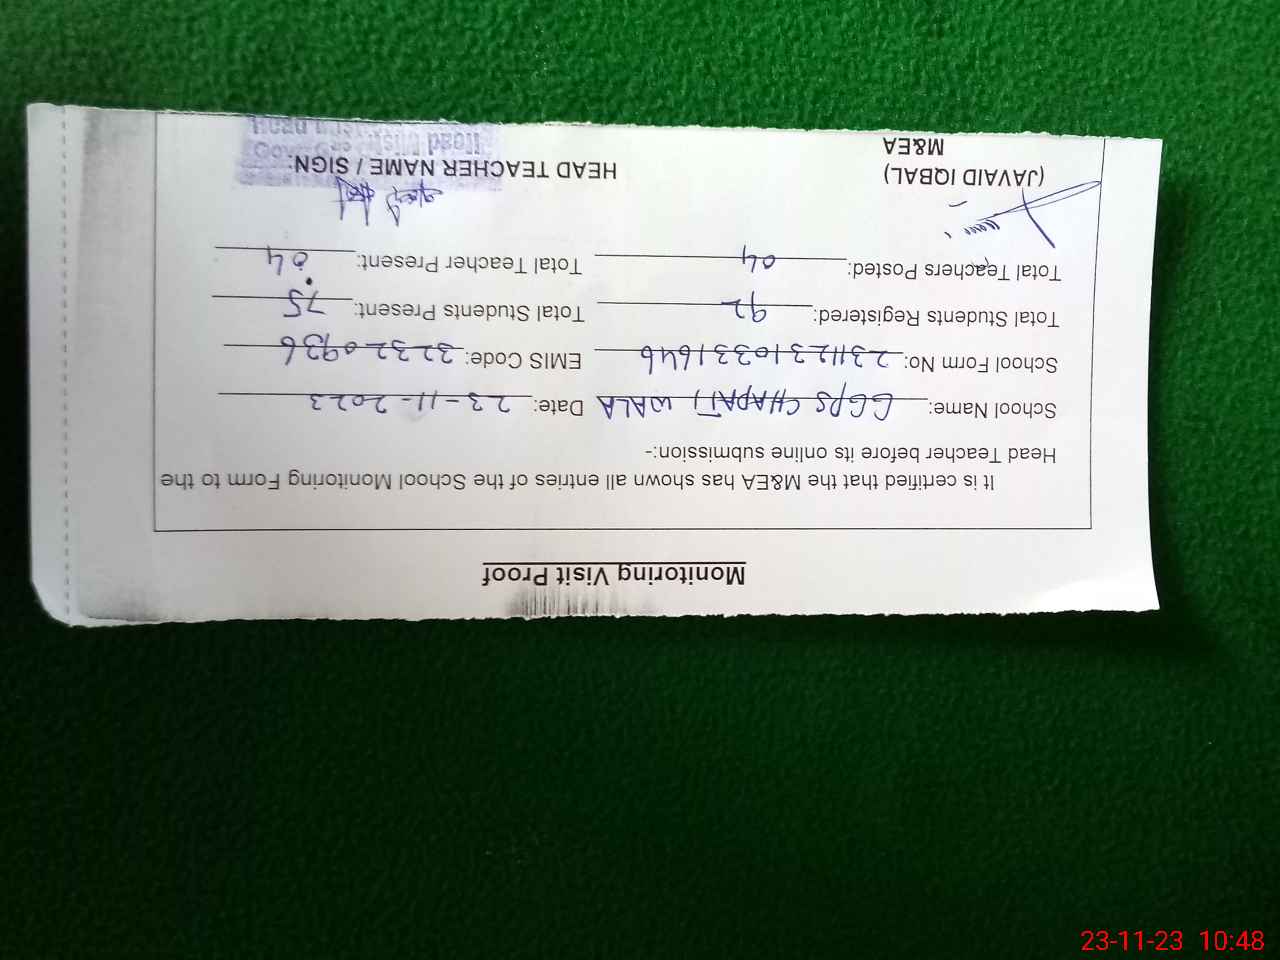 Monitoring Visit Proof
It is certified that the M&EA has shown all entries of the School Monitoring Form to the
Head Teacher before its online submission:-
School Name: GGPS CHAPATI WALA Date: 23-11-2023
School Form No: 23112310331646 EMIS Code: 32320936
Total Students Registered: 92 Total Students Present: 75
Total Teachers Posted: 04 Total Teacher Present: 04
(JAVAID IQBAL) HEAD TEACHER NAME / SIGN:
M&EA
Head
23-11-23 10:48